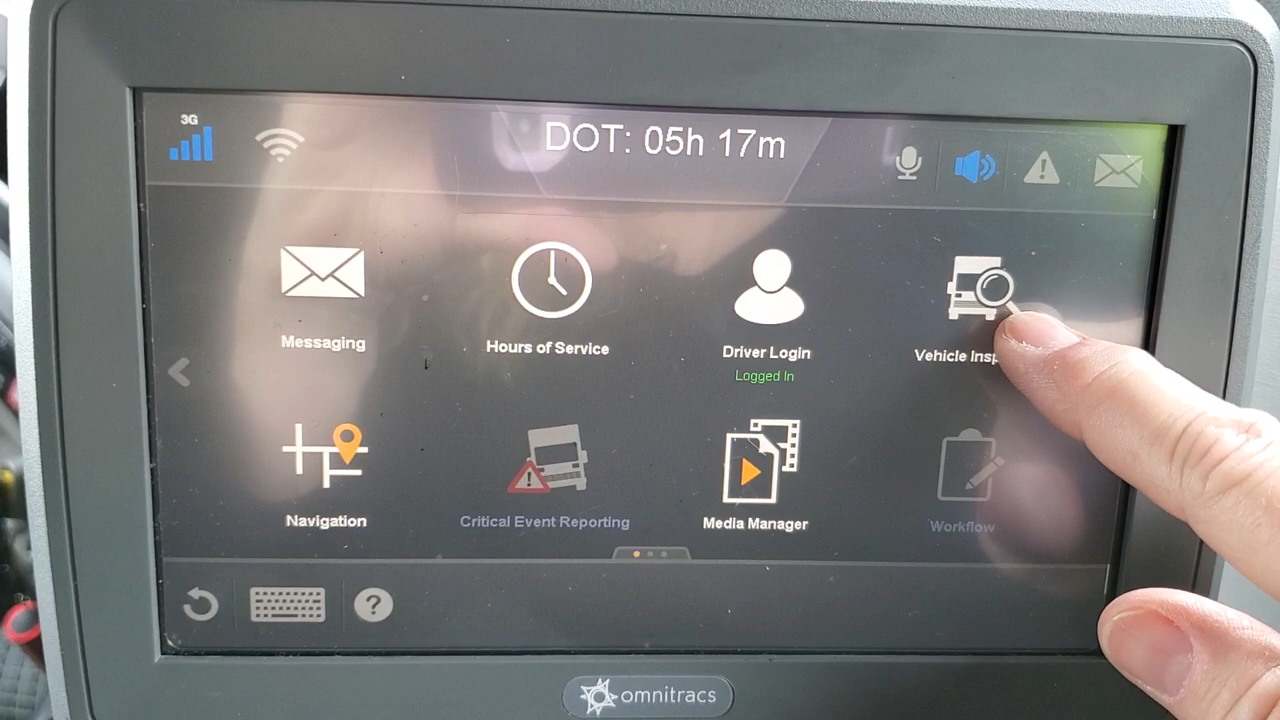 3G
DOT: 05h 17m
Messaging
Hours of Service
Driver Login
Logged In
Vehicle
Navigation
Critical Event Reporting
Media Manager
Workflow
?
omnitracs